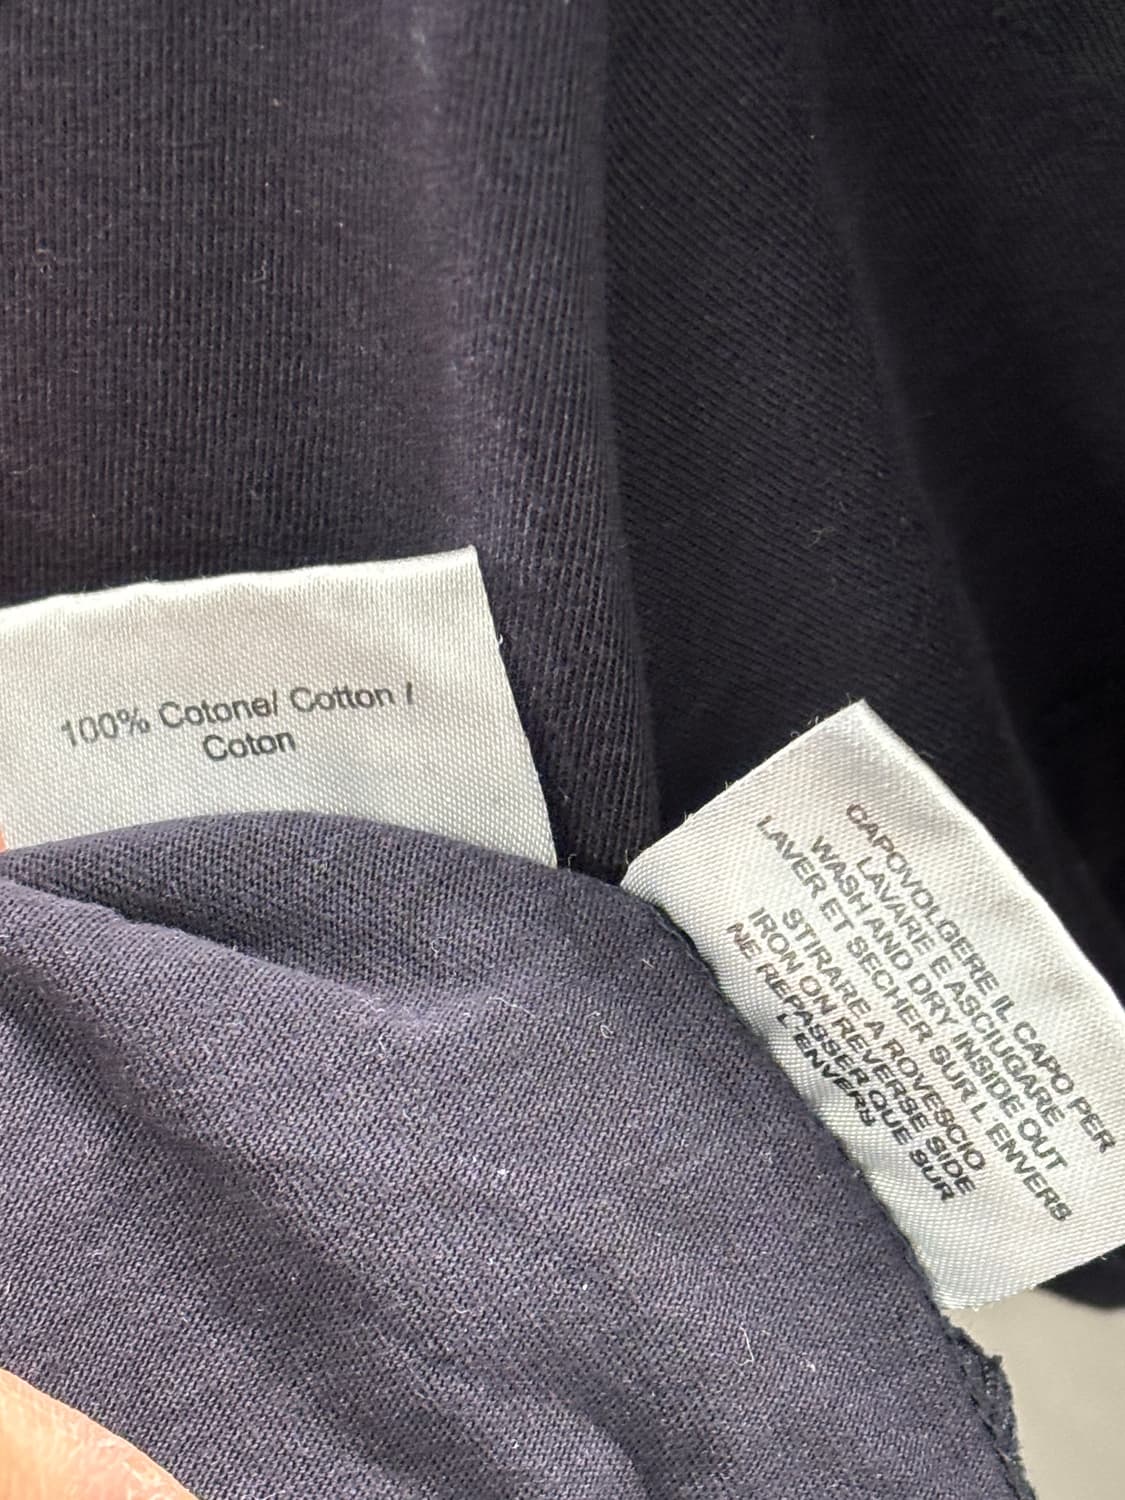 100% Cotone/ Cotton /
Coton
CAPOVOLGERE IL CAPO PER
LAVARE E ASCIUGARE
WASH AND DRY INSIDE OUT
LAVER ET SECHER SUR L ENVERS
STIRARE A ROVESCIO
IRON ON REVERSE SIDE
NE REPASSER QUE SUR
L'ENVERS